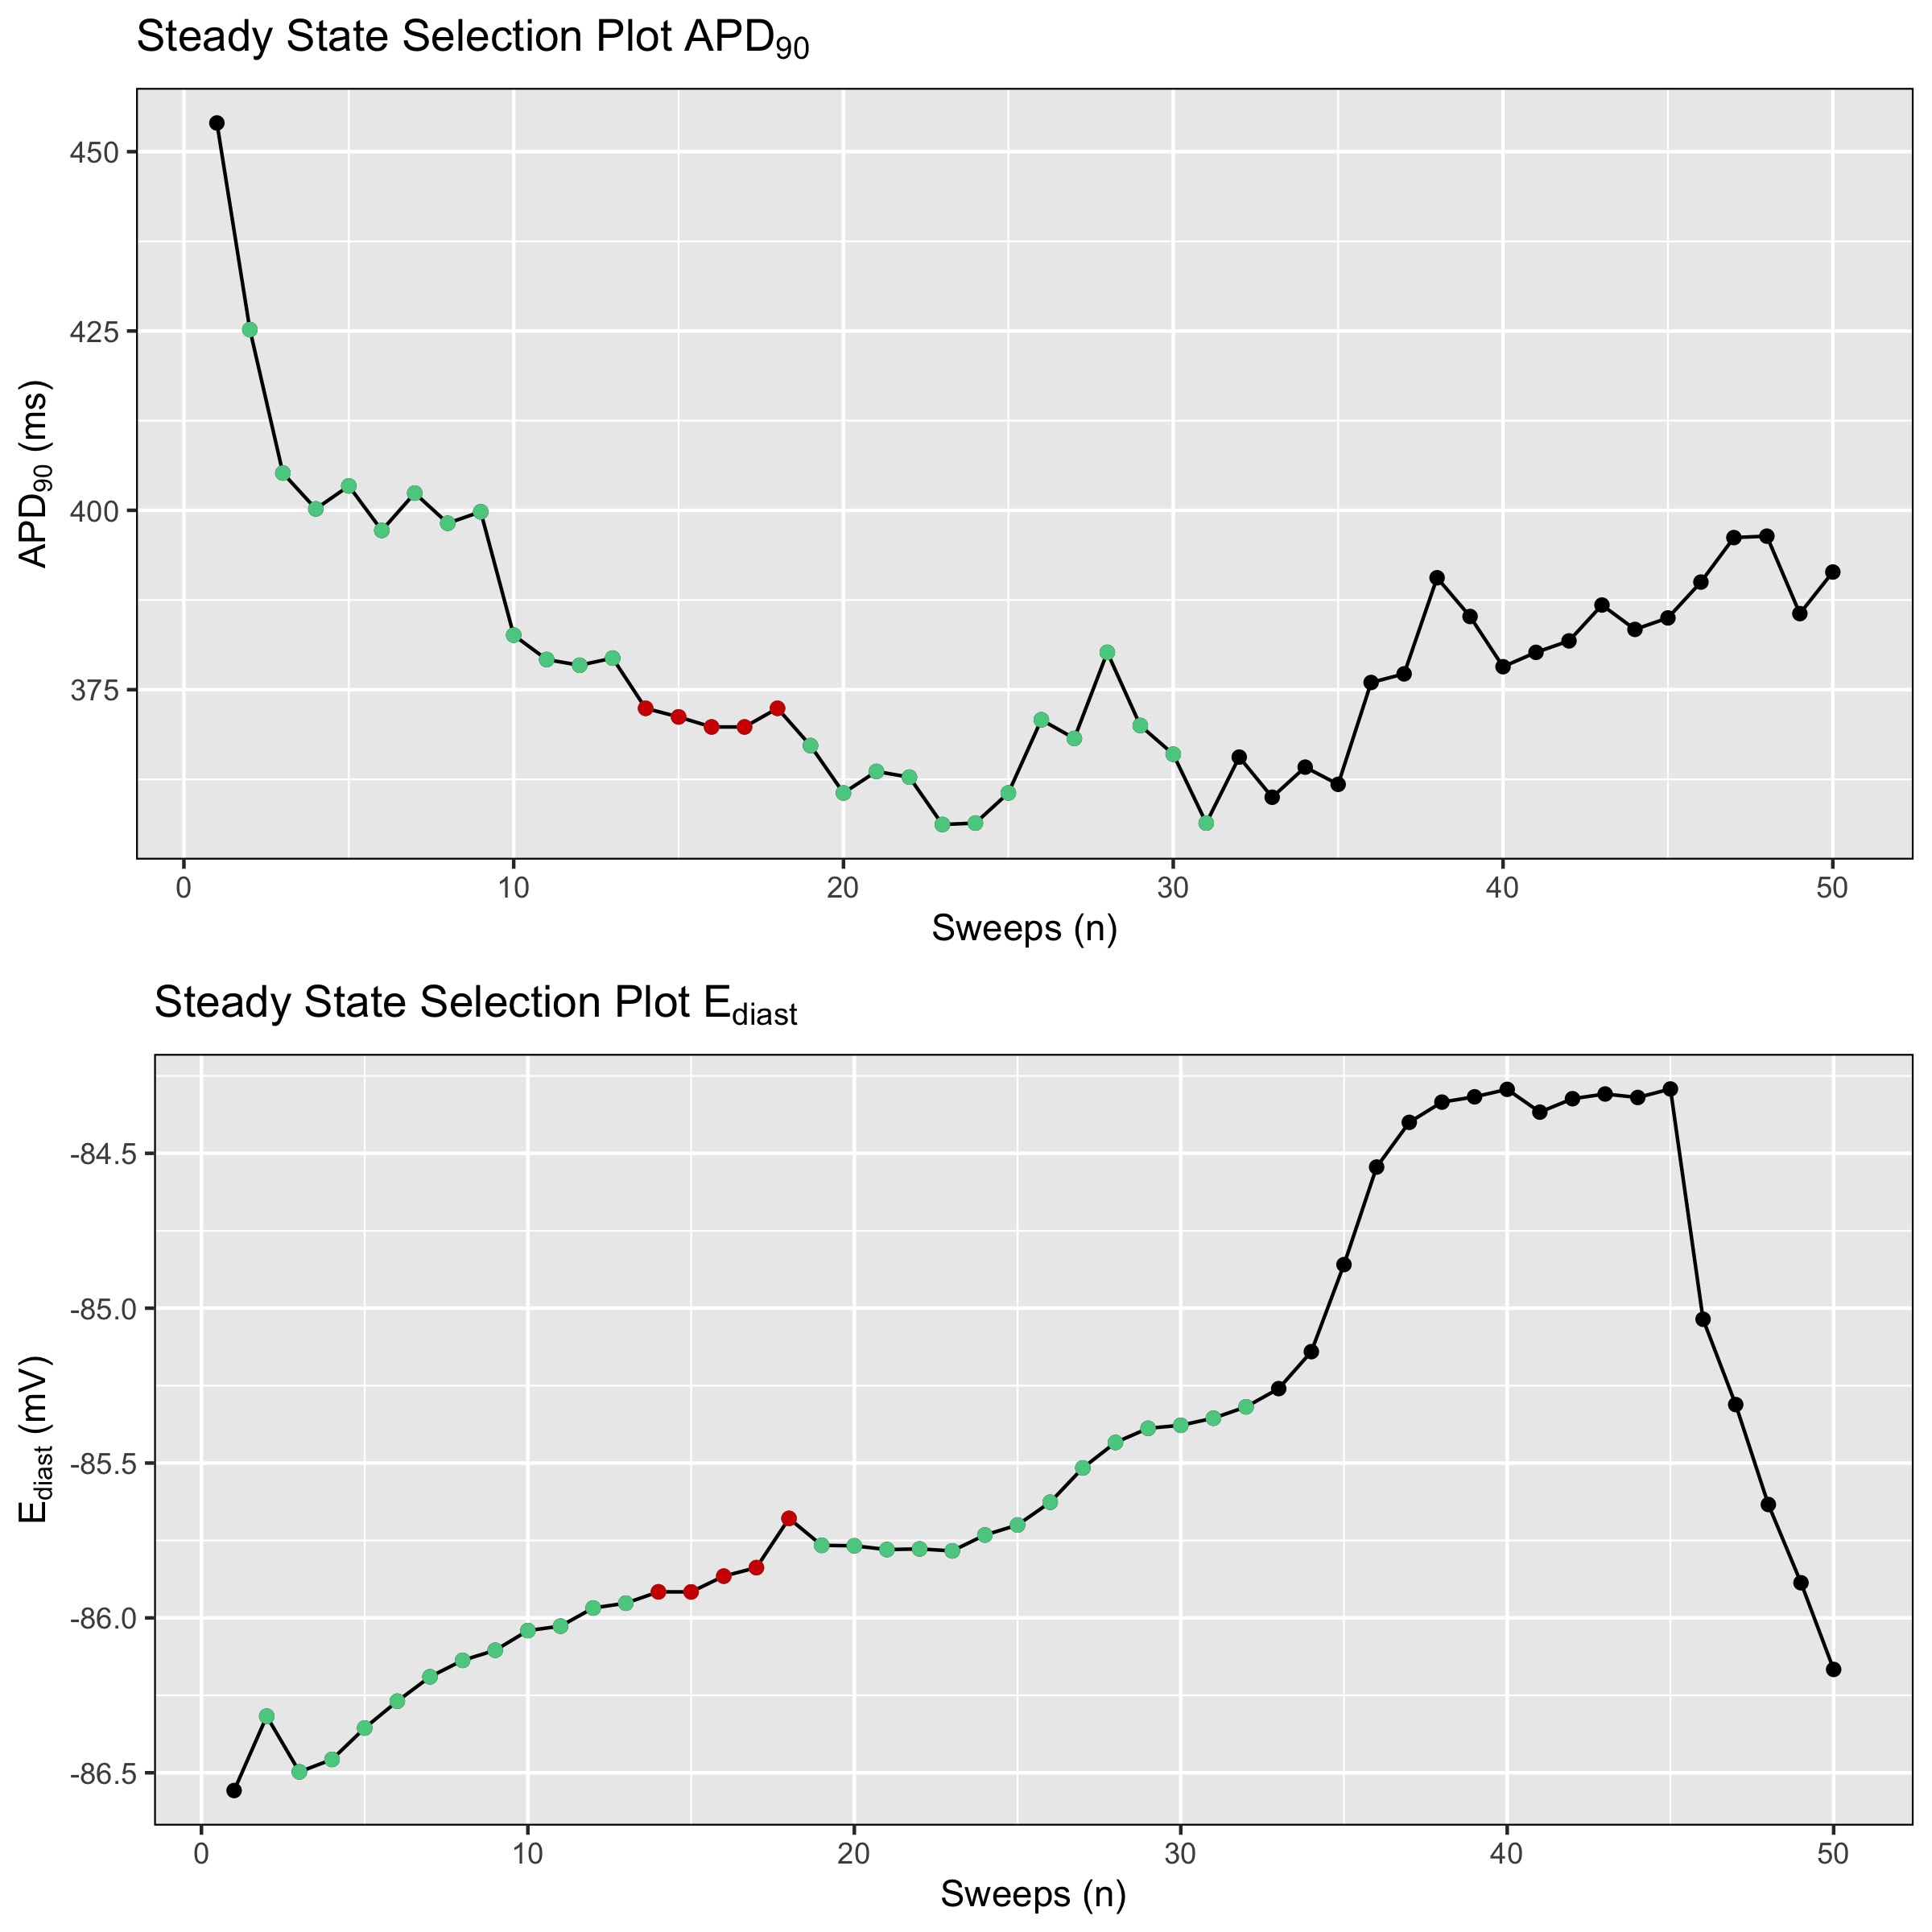 Steady State Selection Plot APD90
APD90 (ms)
450
425
400
375
0 10 20 30 40 50
Sweeps (n)
Steady State Selection Plot Ediast
Ediast (mV)
-84.5
-85.0
-85.5
-86.0
-86.5
0 10 20 30 40 50
Sweeps (n)